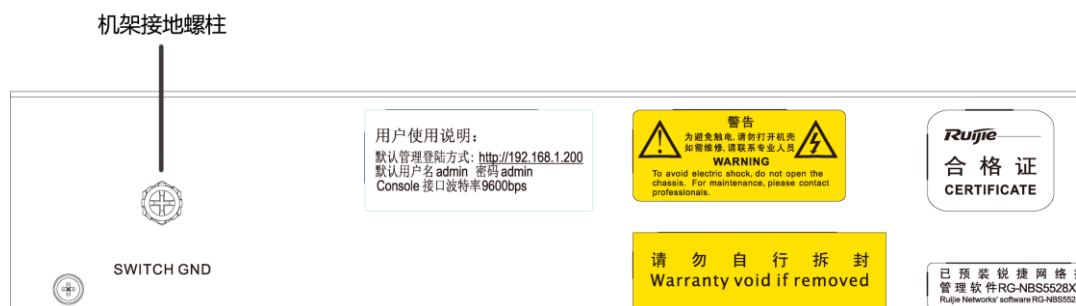 机架接地螺柱
用户使用说明：
默认管理登陆方式：http://192.168.1.200
默认用户名admin 密码admin
Console 接口波特率9600bps
SWITCH GND
警告
为避免触电,请勿打开机壳
如需维修,请联系专业人员
WARNING
To avoid electric shock, do not open the
chassis. For maintenance, please contact
professionals.
请勿自行拆封
Warranty void if removed
Ruijie
合格证
CERTIFICATE
已预装锐捷网络
管理软件RG-NBS5528X
Ruijie Networks' software RG-NBS552